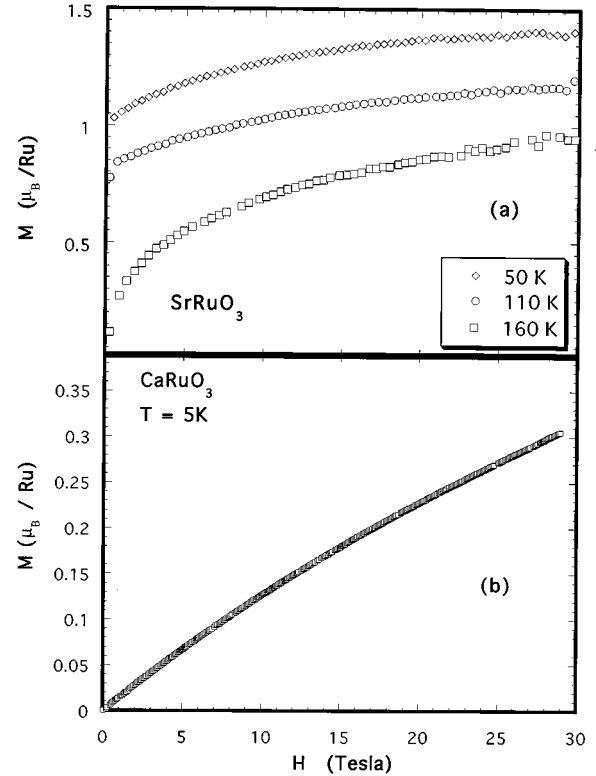 1.5
1
0.5
M (μB/Ru)
(a)
SrRuO3
50 K
110 K
160 K
CaRuO3
T = 5K
0.35
0.3
0.25
0.2
0.15
0.1
0.05
0
M (μB / Ru)
(b)
0 5 10 15 20 25 30
H (Tesla)